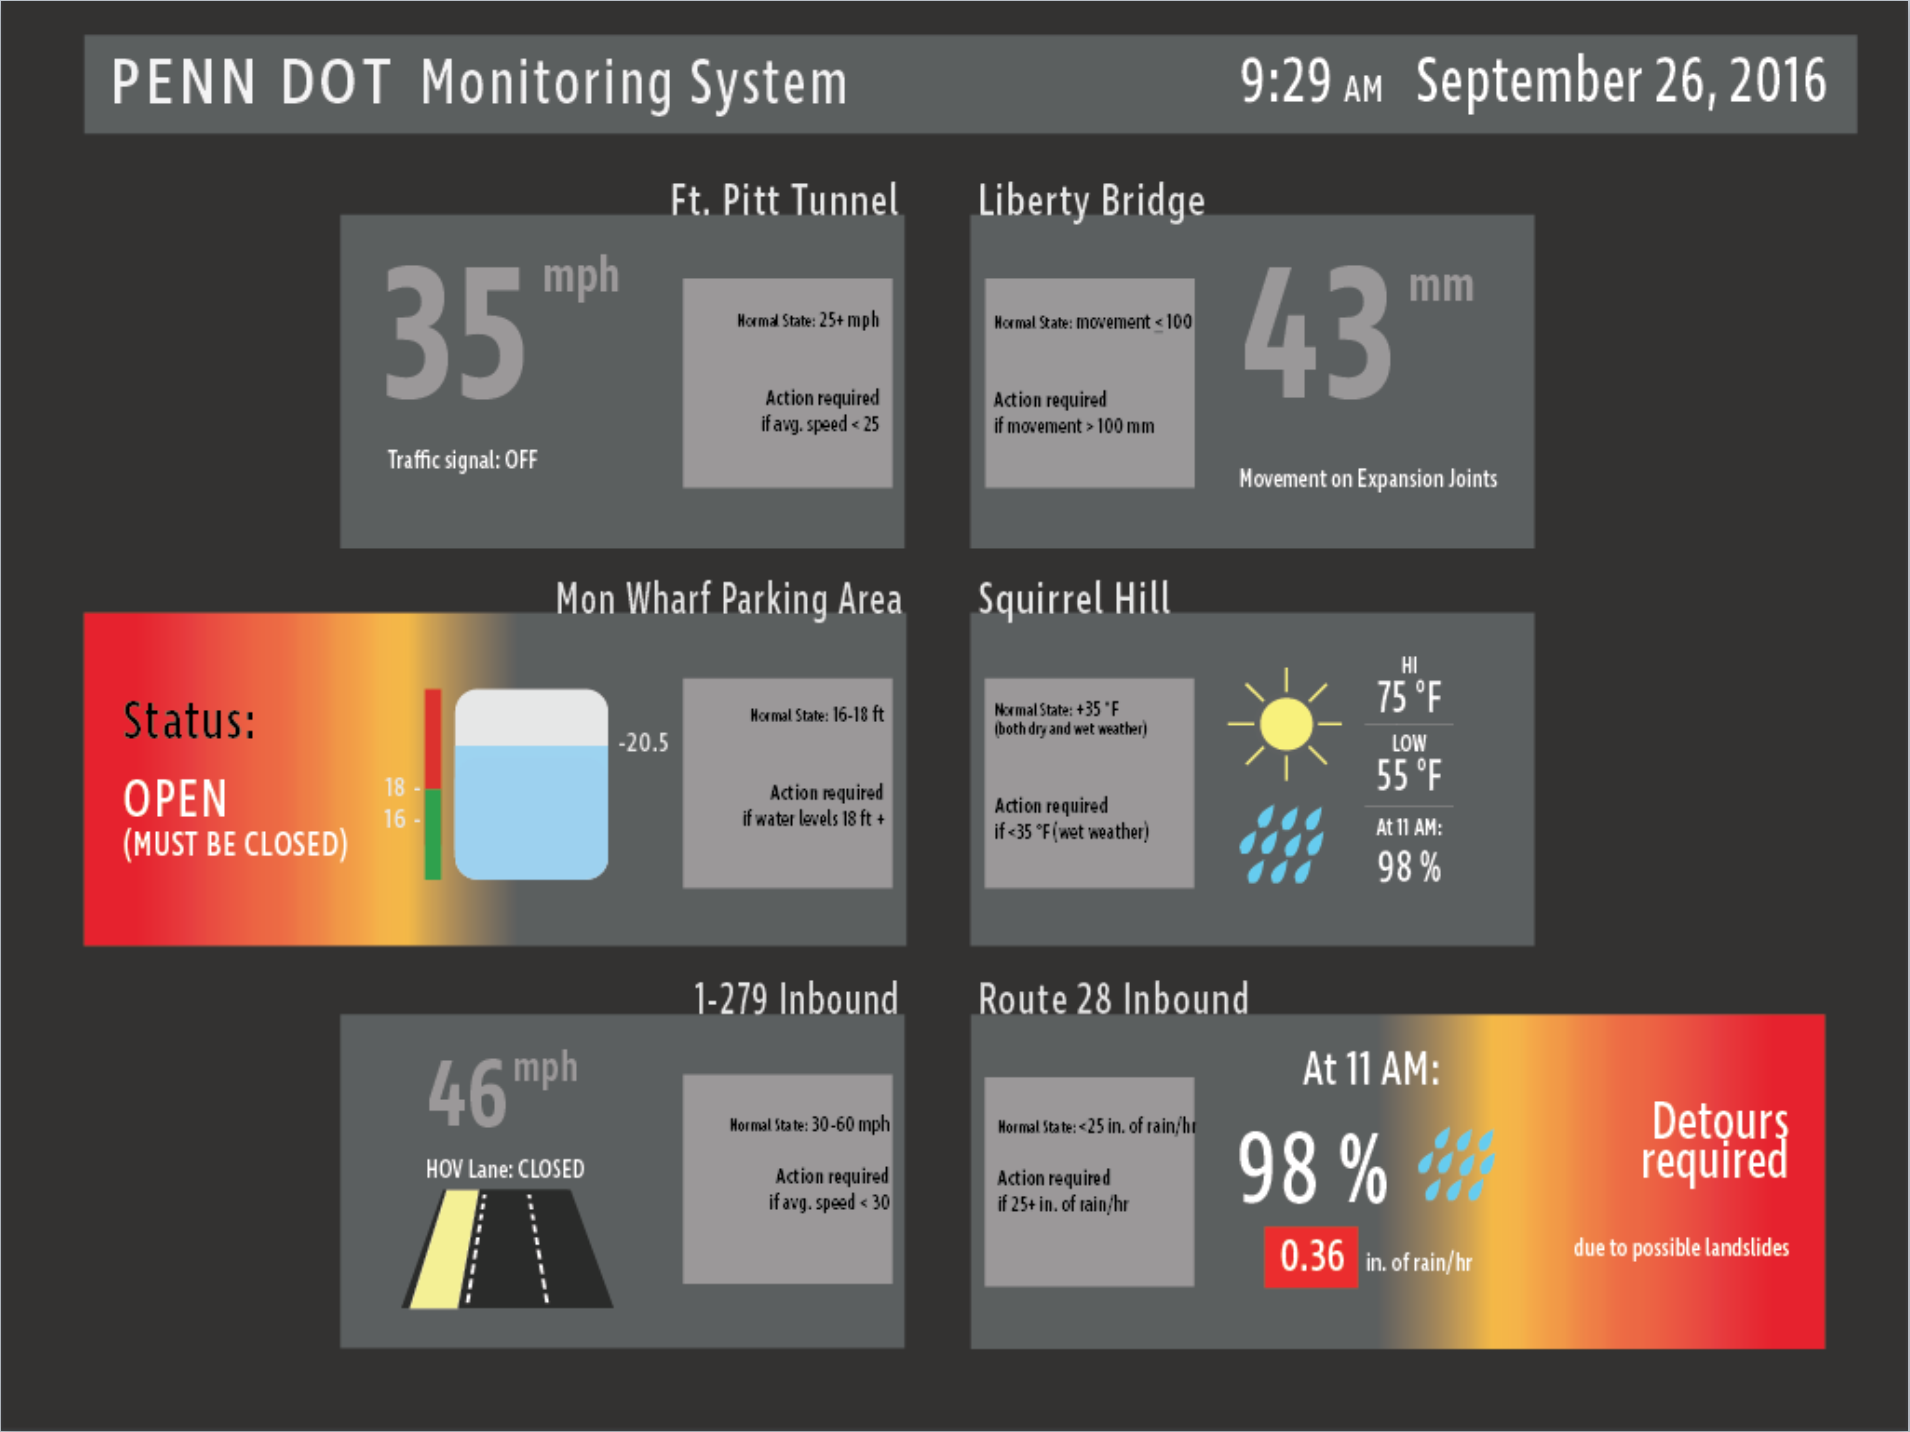 PENN DOT Monitoring System
9:29 AM September 26, 2016
Ft. Pitt Tunnel
35 mph
Traffic signal: OFF
Normal State: 25+ mph
Action required
if avg. speed < 25
Liberty Bridge
Normal State: movement ≤ 100
Action required
if movement > 100 mm
43 mm
Movement on Expansion Joints
Mon Wharf Parking Area
Status:
OPEN
(MUST BE CLOSED)
18 -
16 -
-20.5
Normal State: 16-18 ft
Action required
if water levels 18 ft +
Squirrel Hill
Normal State: +35 °F
(both dry and wet weather)
Action required
if <35 °F (wet weather)
HI
75 °F
LOW
55 °F
At 11 AM:
98 %
1-279 Inbound
46 mph
HOV Lane: CLOSED
Normal State: 30-60 mph
Action required
if avg. speed < 30
Route 28 Inbound
Normal State: <25 in. of rain/hr
Action required
if 25+ in. of rain/hr
At 11 AM:
98 %
0.36 in. of rain/hr
Detours
required
due to possible landslides